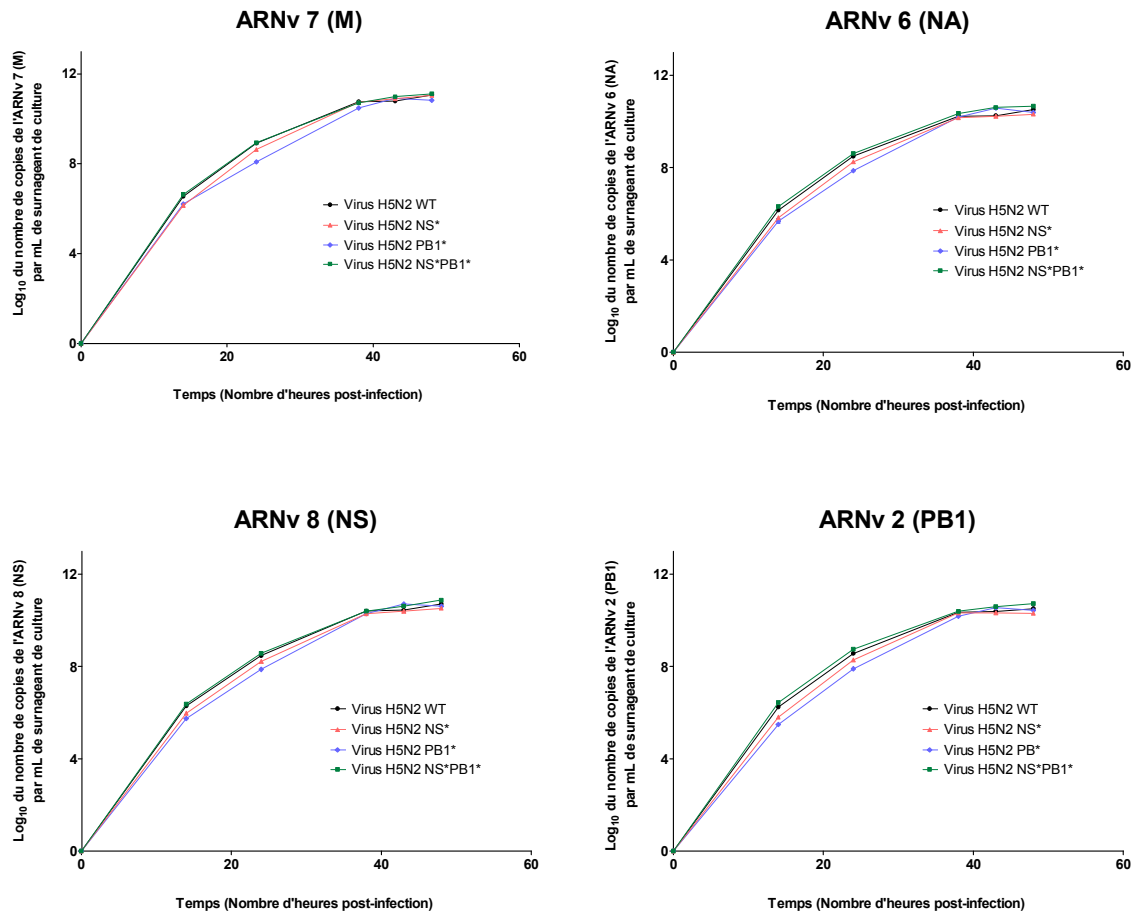 ARNv 7 (M)
Log10 du nombre de copies de l'ARNv 7 (M)
par mL de surnageant de culture
12
8
4
0
0
20
40
60
Virus H5N2 WT
Virus H5N2 NS*
Virus H5N2 PB1*
Virus H5N2 NS*PB1*
Temps (Nombre d'heures post-infection)
ARNv 6 (NA)
Log10 du nombre de copies de l'ARNv 6 (NA)
par mL de surnageant de culture
12
8
4
0
0
20
40
60
Virus H5N2 WT
Virus H5N2 NS*
Virus H5N2 PB1*
Virus H5N2 NS*PB1*
Temps (Nombre d'heures post-infection)
ARNv 8 (NS)
Log10 du nombre de copies de l'ARNv 8 (NS)
par mL de surnageant de culture
12
8
4
0
0
20
40
60
Virus H5N2 WT
Virus H5N2 NS*
Virus H5N2 PB1*
Virus H5N2 NS*PB1*
Temps (Nombre d'heures post-infection)
ARNv 2 (PB1)
Log10 du nombre de copies de l'ARNv 2 (PB1)
par mL de surnageant de culture
12
8
4
0
0
20
40
60
Virus H5N2 WT
Virus H5N2 NS*
Virus H5N2 PB*
Virus H5N2 NS*PB1*
Temps (Nombre d'heures post-infection)